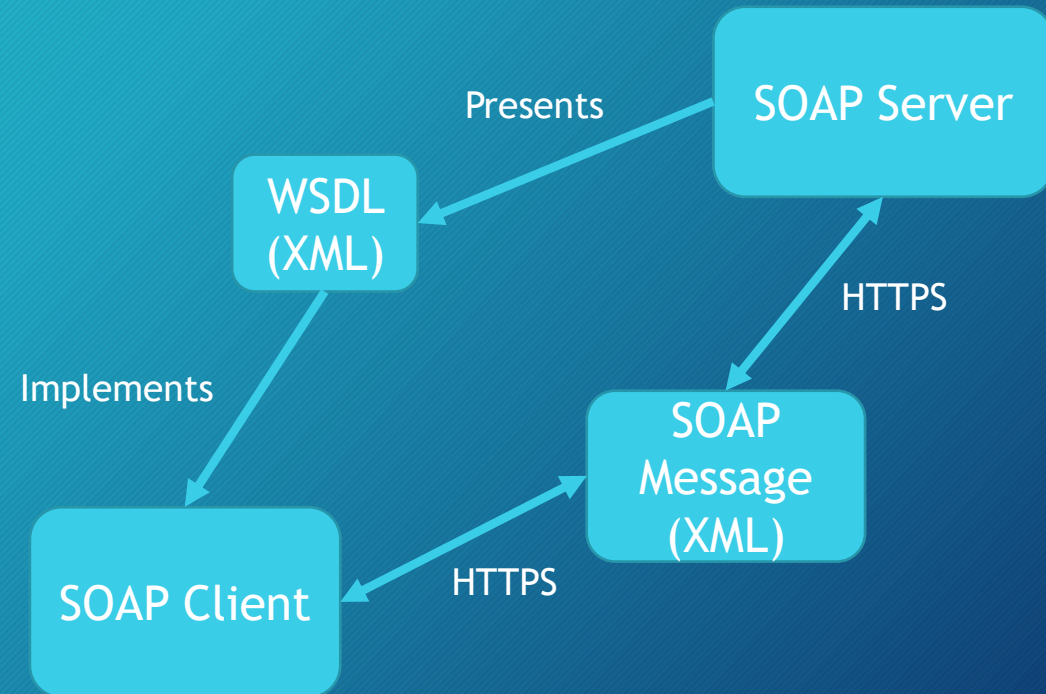 SOAP Server
Presents
WSDL
(XML)
HTTPS
Implements
SOAP
Message
(XML)
HTTPS
SOAP Client